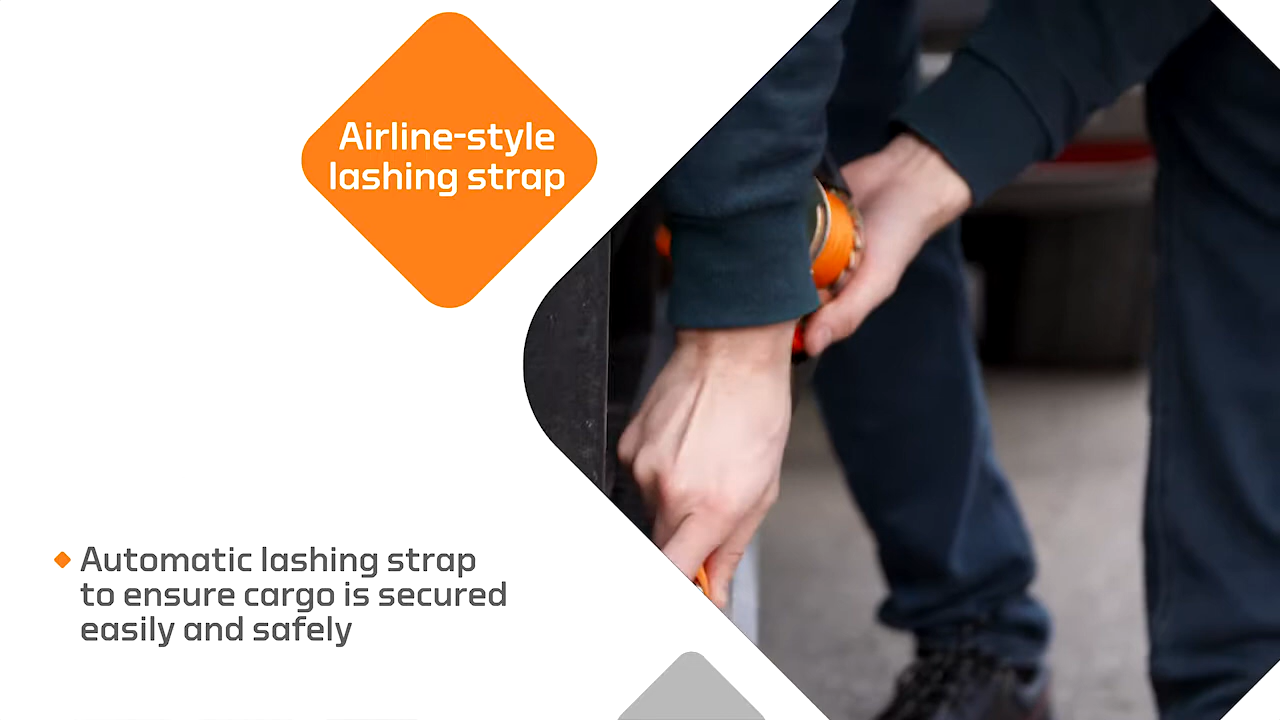 Airline-style
lashing strap
Automatic lashing strap
to ensure cargo is secured
easily and safely